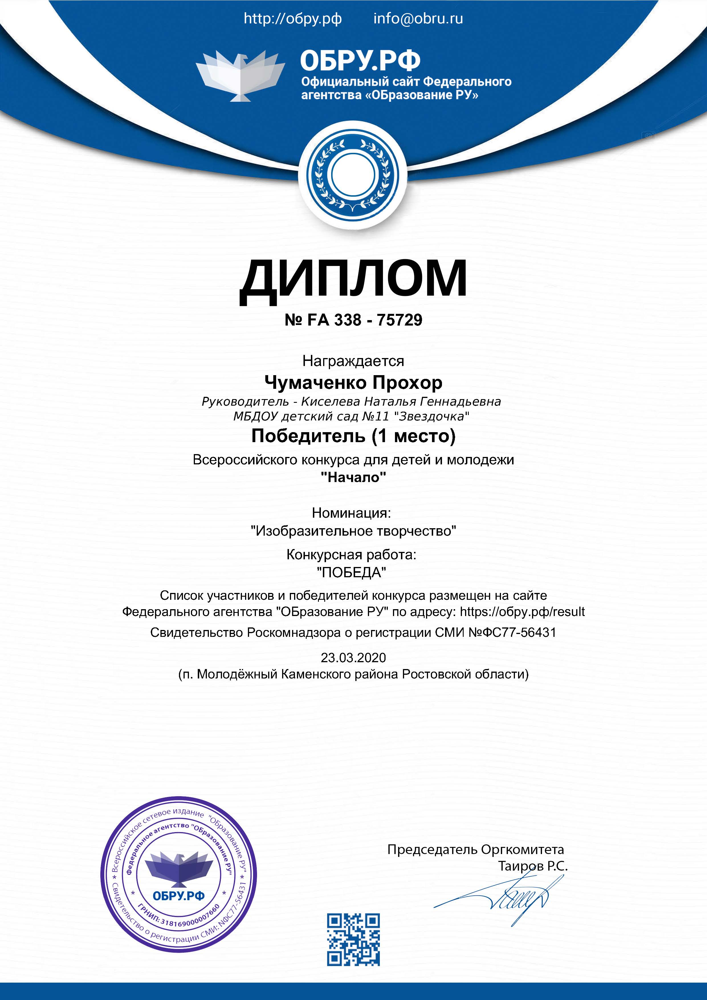 http://обру.рф info@obru.ru
ОБРУ.РФ
Официальный сайт Федерального
агентства «ОБразование РУ»
ДИПЛОМ
№ FA 338 - 75729
Награждается
Чумаченко Прохор
Руководитель - Киселева Наталья Геннадьевна
МБДОУ детский сад №11 "Звездочка"
Победитель (1 место)
Всероссийского конкурса для детей и молодежи
"Начало"
Номинация:
"Изобразительное творчество"
Конкурсная работа:
"ПОБЕДА"
Список участников и победителей конкурса размещен на сайте
Федерального агентства "ОБразование РУ" по адресу: https://обру.рф/result
Свидетельство Роскомнадзора о регистрации СМИ №ФС77-56431
23.03.2020
(п. Молодёжный Каменского района Ростовской области)
* Всероссийское сетевое издание "ОБразование РУ" *
Свидетельство о регистрации СМИ: NФС77-56431
Федеральное агентство "ОБразование РУ"
* ГРНИП: 318169000007660 *
ОБРУ.РФ
Председатель Оргкомитета
Таиров Р.С.